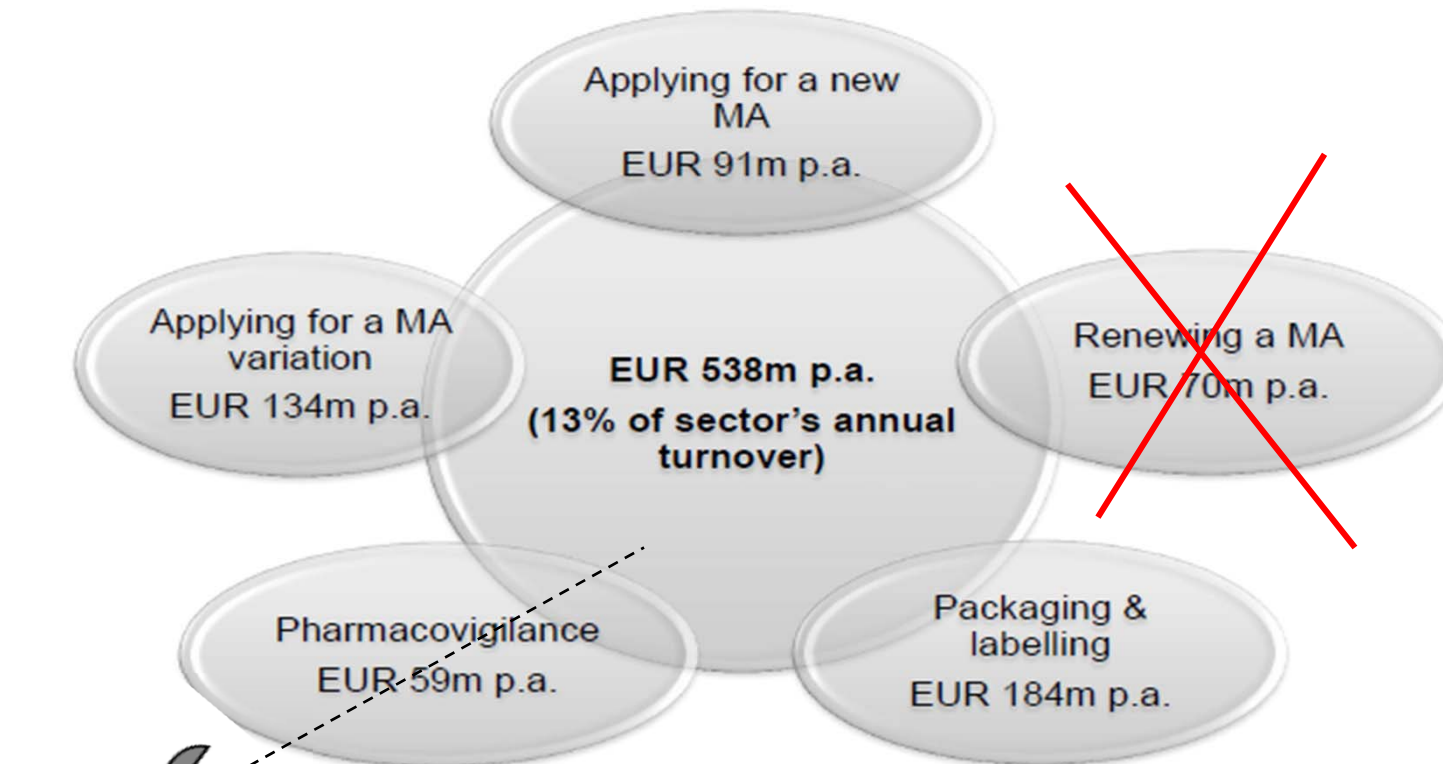 Applying for a new
MA
EUR 91m p.a.
Applying for a MA
variation
EUR 134m p.a.
EUR 538m p.a.
(13% of sector's annual
turnover)
Renewing a MA
EUR 70m p.a.
Pharmacovigilance
EUR 59m p.a.
Packaging &
labelling
EUR 184m p.a.